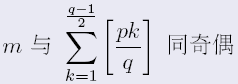 $m$ 与 $\sum_{k=1}^{\frac{q-1}{2}} \left[ \frac{pk}{q} \right]$ 同奇偶